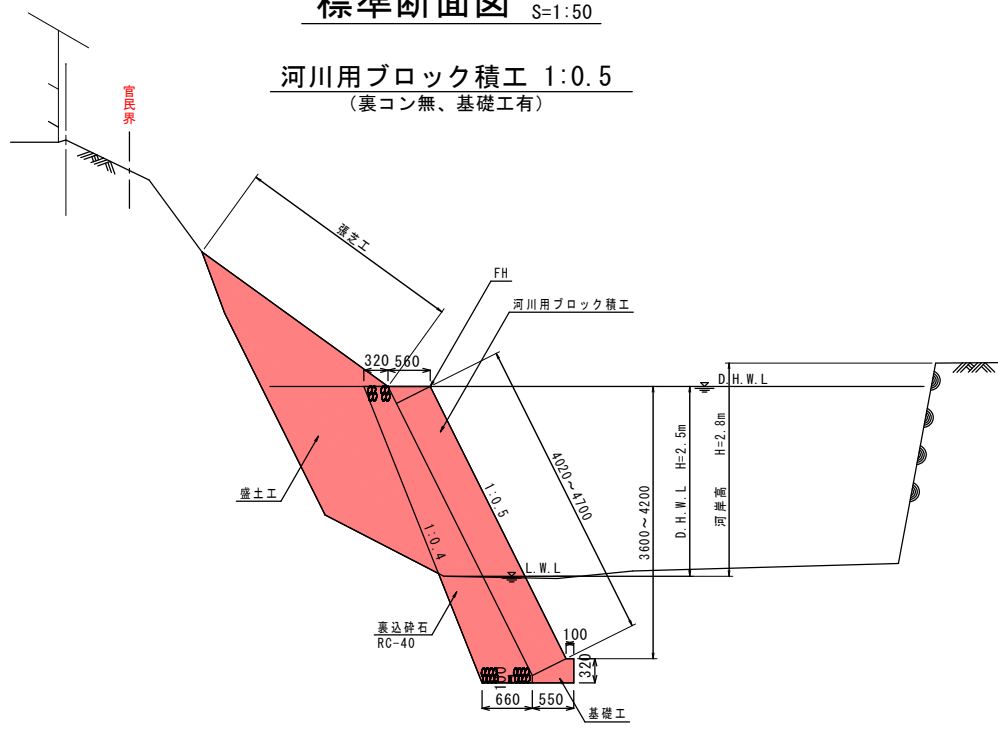 標準断面図 S=1:50
河川用ブロック積工 1:0.5
(裏コン無、基礎工有)
官民界
張芝工
FH
河川用ブロック積工
320 560
D.H.W.L
4020~4700
1:0.5
1:0.4
3600~4200
D.H.W.L H=2.5m
河岸高 H=2.8m
盛土工
L.W.L
裏込砕石
RC-40
100
320
660 550
基礎工